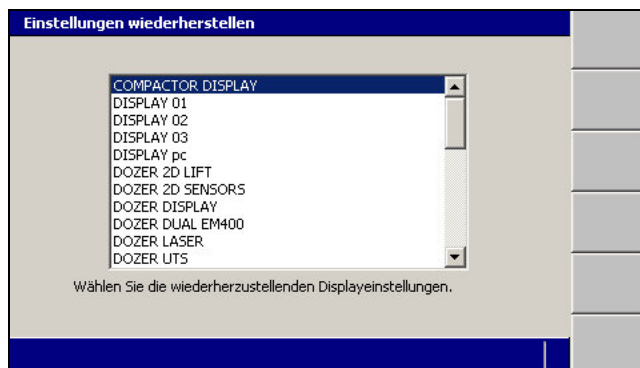 Einstellungen wiederherstellen
COMPACTOR DISPLAY
DISPLAY 01
DISPLAY 02
DISPLAY 03
DISPLAY pc
DOZER 2D LIFT
DOZER 2D SENSORS
DOZER DISPLAY
DOZER DUAL EM400
DOZER LASER
DOZER UTS
Wählen Sie die wiederherzustellenden Displayeinstellungen.